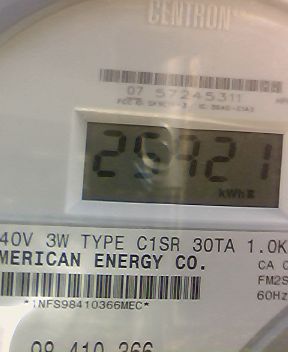 CENTRON
07 57245311
25921
kWh
40V 3W TYPE C1SR 30TA 1.0K
MERICAN ENERGY CO.
CA 
FM2S
60Hz
*1NFS98410366MEC*
98 410 366